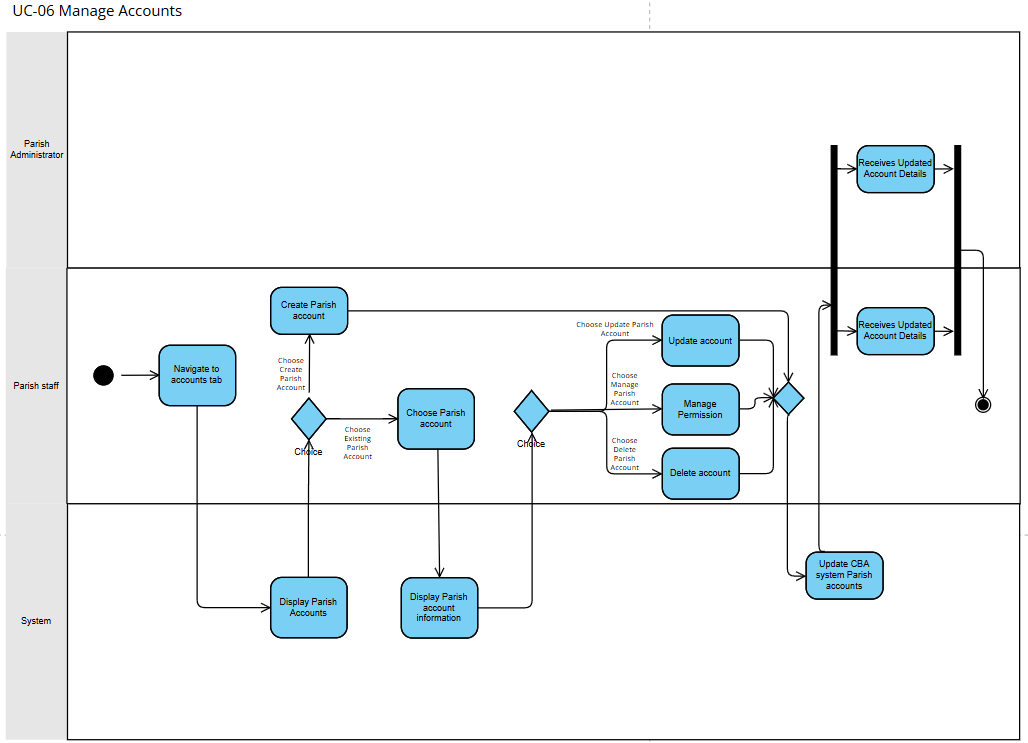 UC-06 Manage Accounts
Parish
Administrator
Receives Updated
Account Details
Parish staff
Navigate to
accounts tab
Create Parish
account
Choose
Create
Parish
Account
Choice
Choose
Existing
Parish
Account
Choose Parish
account
Choice
Choose Update Parish
Account
Update account
Choose
Manage
Parish
Account
Manage
Permission
Choose
Delete
Parish
Account
Delete account
Receives Updated
Account Details
System
Display Parish
Accounts
Display Parish
account
information
Update CBA
system Parish
accounts